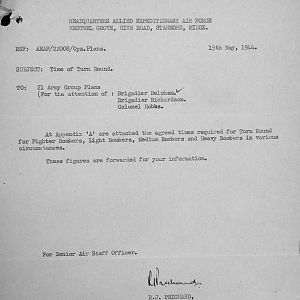 HEADQUARTERS ALLIED EXPEDITIONARY AIR FORCE
KESTREL GROVE, HIVE ROAD, STANMORE, MIDDX.
REF: AEAF/22008/Ops.Plans.
15th May, 1944.
SUBJECT: Time of Turn Round.
TO: 21 Army Group Plans
(For the attention of : Brigadier Belchem.
Brigadier Richardson.
Colonel Hobbs.
At Appendix 'A' are attached the agreed times required for Turn Round
for Fighter Bombers, Light Bombers, Medium Bombers and Heavy Bombers in various
circumstances.
These figures are forwarded for your information.
For Senior Air Staff Officer.
R.S. PRICHARD,